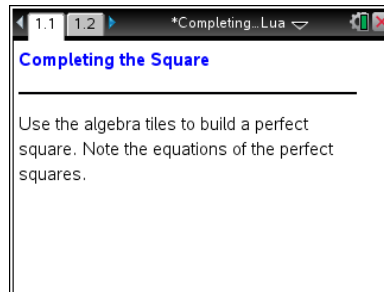 1.1 1.2 *Completing...Lua
Completing the Square
Use the algebra tiles to build a perfect
square. Note the equations of the perfect
squares.